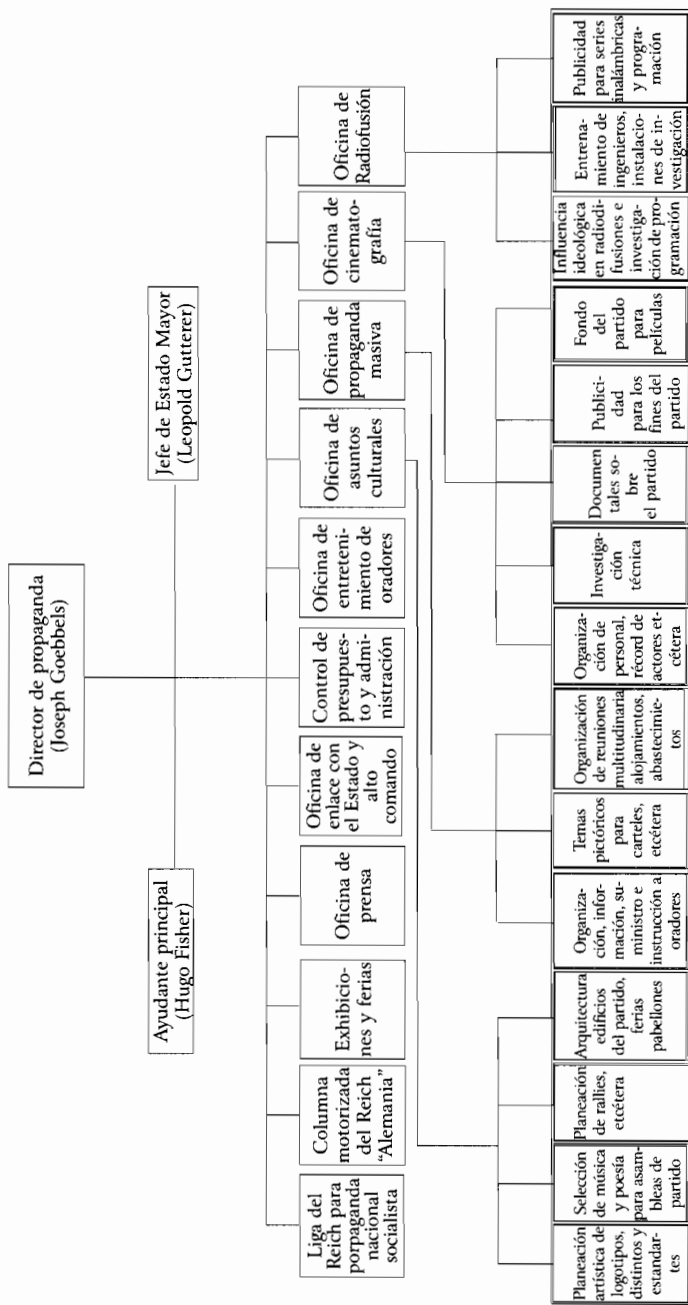 Director de propaganda
(Joseph Goebbels)
Ayudante principal
(Hugo Fisher)
Jefe de Estado Mayor
(Leopold Gutterer)
Liga del
Reich para
porpaganda
nacional
socialista
Columna
motorizada
del Reich
“Alemania”
Exhibicio-
nes y ferias
Oficina de
prensa
Oficina de
enlace con
el Estado y
alto
comando
Control de
presupues-
to y admi-
nistración
Oficina de
entreteni-
miento de
oradores
Oficina de
asuntos
culturales
Oficina de
propaganda
masiva
Oficina de
cinemato-
grafía
Oficina de
Radiofusión
Planeación
artística de
logotipos,
distintos y
estandar-
tes
Selección
de música
y poesía
para asam-
bleas de
partido
Planeación
de rallies,
etcétera
Arquitectura
edificios
del partido,
ferias
pabellones
Organiza-
ción, infor-
mación, su-
ministro e
instrucción a
oradores
Temas
pictóricos
para
carteles,
etcétera
Organización
de reuniones
multitudinaria
alojamientos,
abastecimie-
tos
Organiza-
ción de
personal,
récord de
actores et-
cétera
Investiga-
ción
técnica
Documen-
tales so-
bre
el partido
Publici-
dad
para los
fines del
partido
Fondo
del
partido
para
películas
Influencia
ideológica
en radiodi-
fusiones e
investiga-
ción de pro-
gramación
Entrena-
miento de
ingenieros,
instalacio-
nes de in-
vestigación
Publicidad
para series
inalámbricas
y progra-
mación